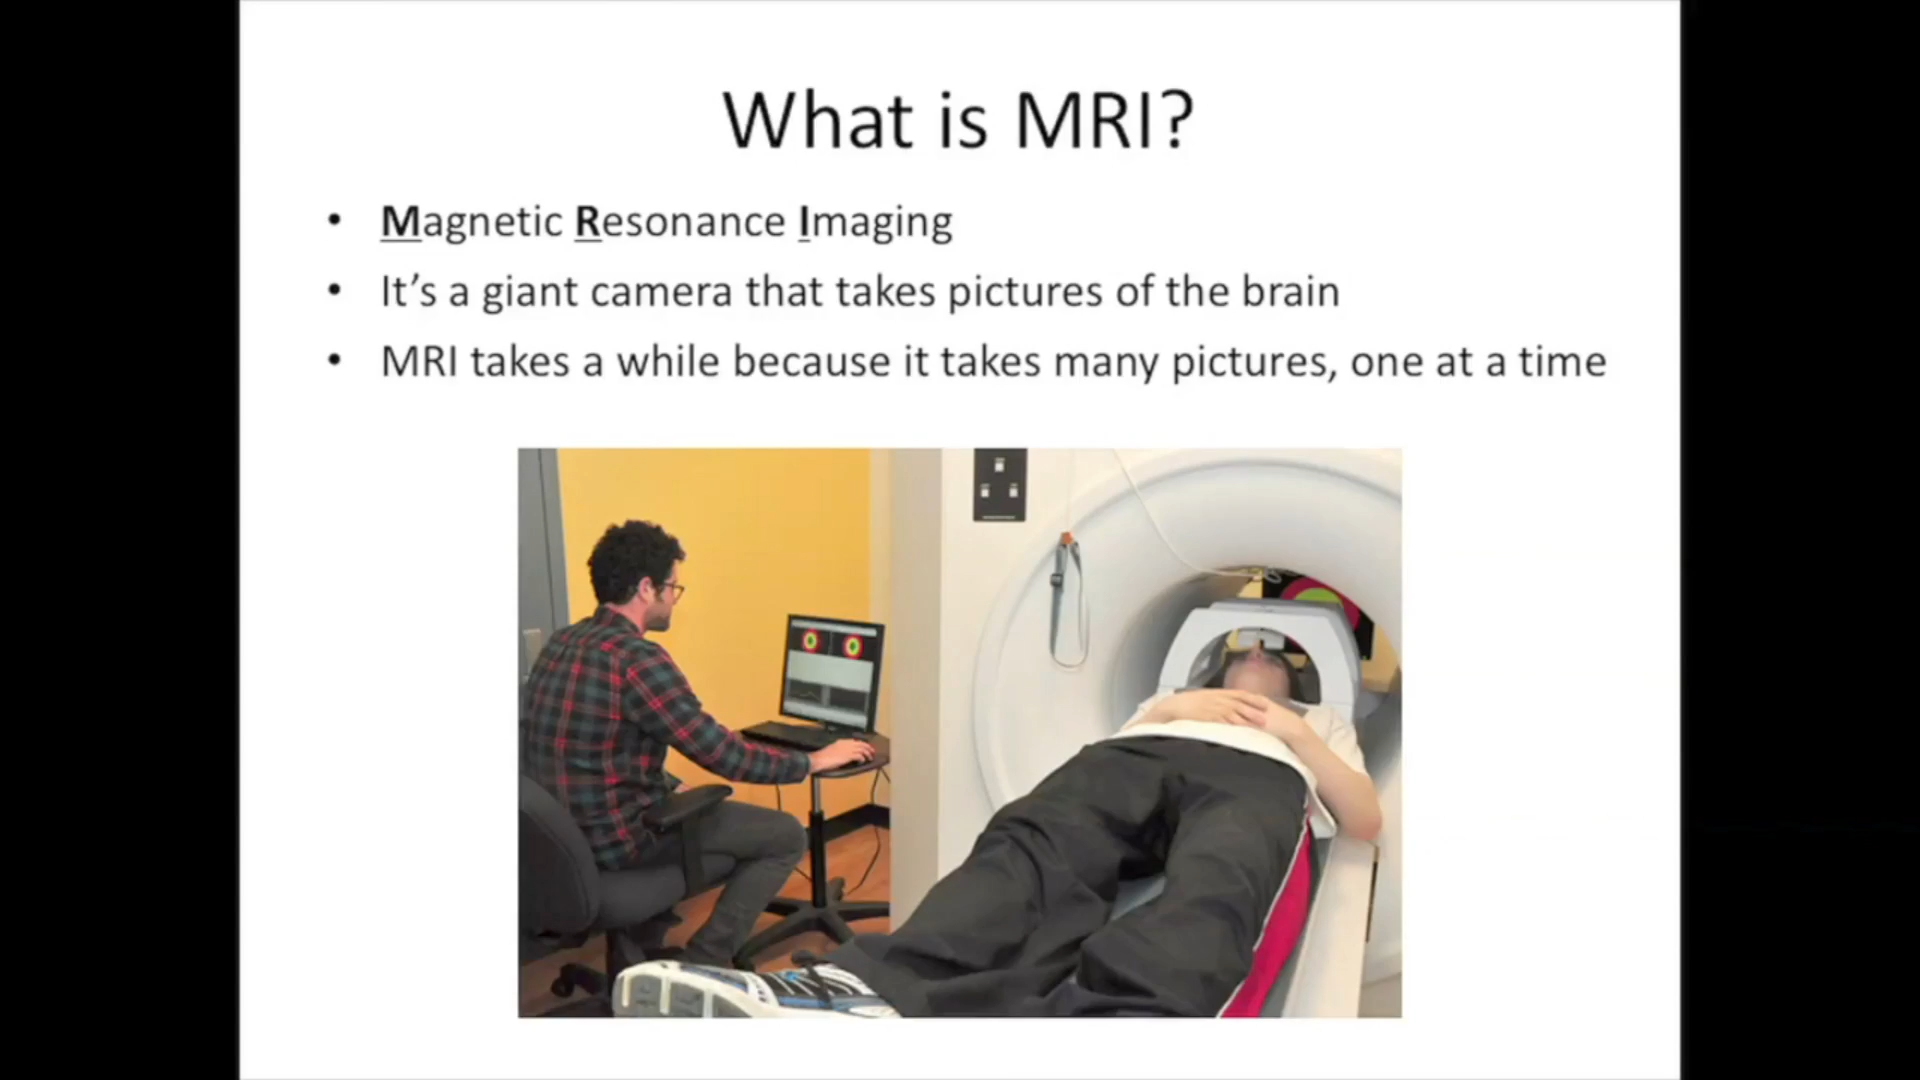 What is MRI?
• Magnetic Resonance Imaging
• It’s a giant camera that takes pictures of the brain
• MRI takes a while because it takes many pictures, one at a time